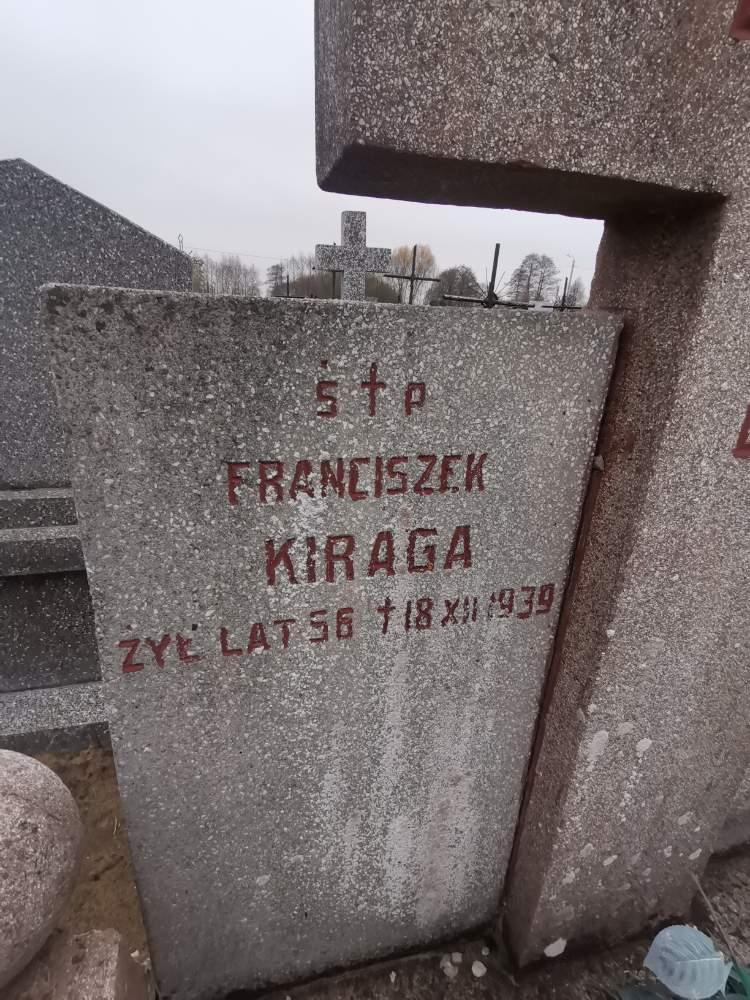 Ś † P
FRANCISZEK
KIRAGA
ŻYŁ LAT 56 † 18 XII 1939